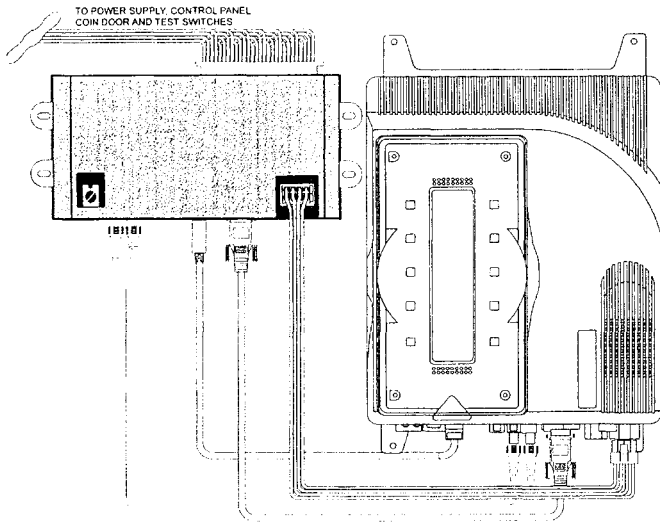 TO POWER SUPPLY, CONTROL PANEL
COIN DOOR AND TEST SWITCHES